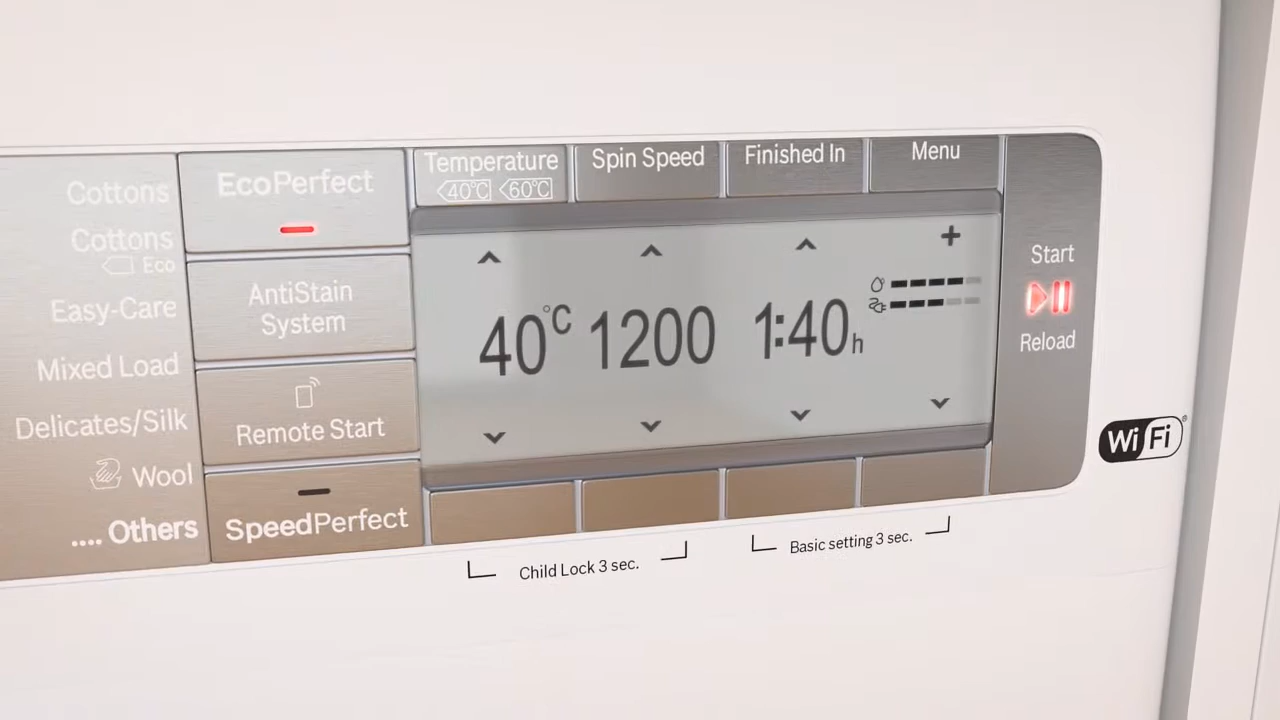 Cottons
Cottons
Eco
Easy-Care
Mixed Load
Delicates/Silk
Wool
.... Others
EcoPerfect
AntiStain
System
Remote Start
SpeedPerfect
Temperature
40°C 60°C
Spin Speed
Finished In
Menu
40°C
1200
1:40h
Start
Reload
WiFi
Child Lock 3 sec.
Basic setting 3 sec.